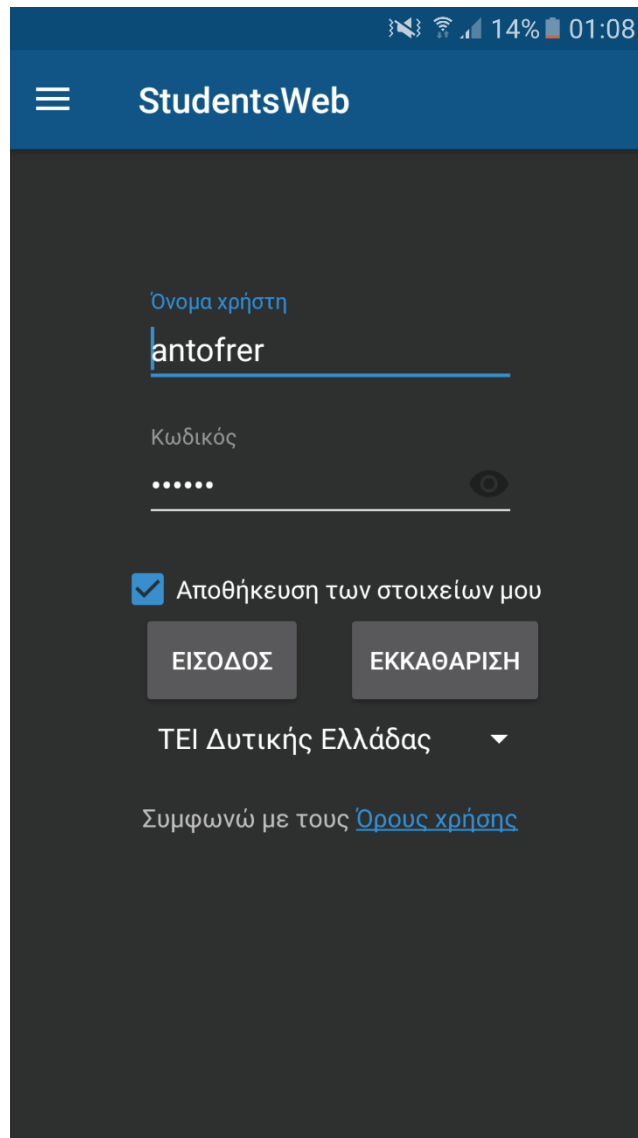 14% 01:08
StudentsWeb
Όνομα χρήστη
antofrer
Κωδικός
••••••
Αποθήκευση των στοιχείων μου
ΕΙΣΟΔΟΣ ΕΚΚΑΘΑΡΙΣΗ
ΤΕΙ Δυτικής Ελλάδας
Συμφωνώ με τους Όρους χρήσης